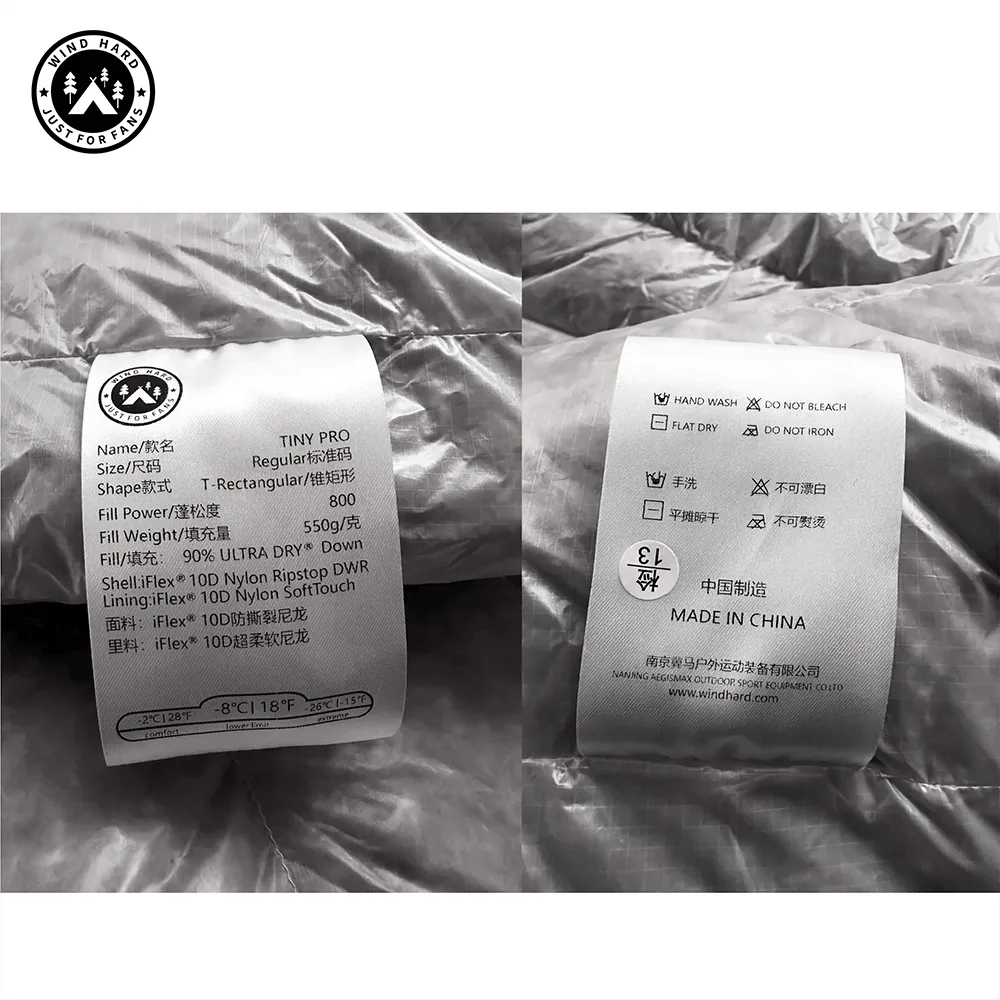 WIND HARD
JUST FOR FANS
WIND HARD
JUST FOR FANS
Name/款名 TINY PRO
Size/尺码 Regular标准码
Shape款式 T-Rectangular/锥矩形
Fill Power/蓬松度 800
Fill Weight/填充量 550g/克
Fill/填充: 90% ULTRA DRY® Down
Shell:iFlex® 10D Nylon Ripstop DWR
Lining:iFlex® 10D Nylon SoftTouch
面料: iFlex® 10D防撕裂尼龙
里料: iFlex® 10D超柔软尼龙
-2°C|28°F -8°C|18°F -26°C|-15°F
comfort lower limit extreme
HAND WASH DO NOT BLEACH
FLAT DRY DO NOT IRON
手洗 不可漂白
平摊晾干 不可熨烫
检
13
中国制造
MADE IN CHINA
南京冀马户外运动装备有限公司
NANJING AEGISMAX OUTDOOR SPORT EQUIPMENT CO LTD
www.windhard.com